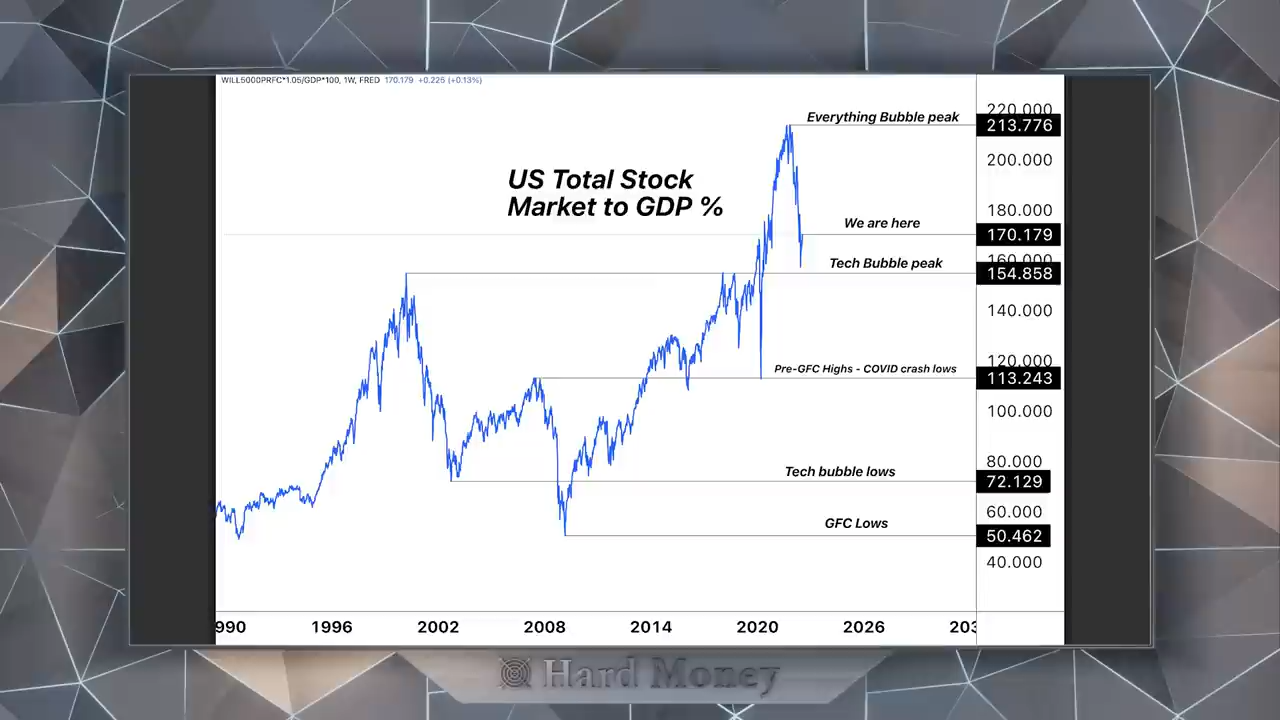 WILL5000PRFC*1.05/GDP*100, 1W, FRED 170.179 +0.225 (+0.13%)
220.000
Everything Bubble peak
213.776
200.000
US Total Stock
Market to GDP %
180.000
We are here
170.179
160.000
Tech Bubble peak
154.858
140.000
120.000
Pre-GFC Highs - COVID crash lows
113.243
100.000
80.000
Tech bubble lows
72.129
60.000
GFC Lows
50.462
40.000
990 1996 2002 2008 2014 2020 2026 203
Hard Money